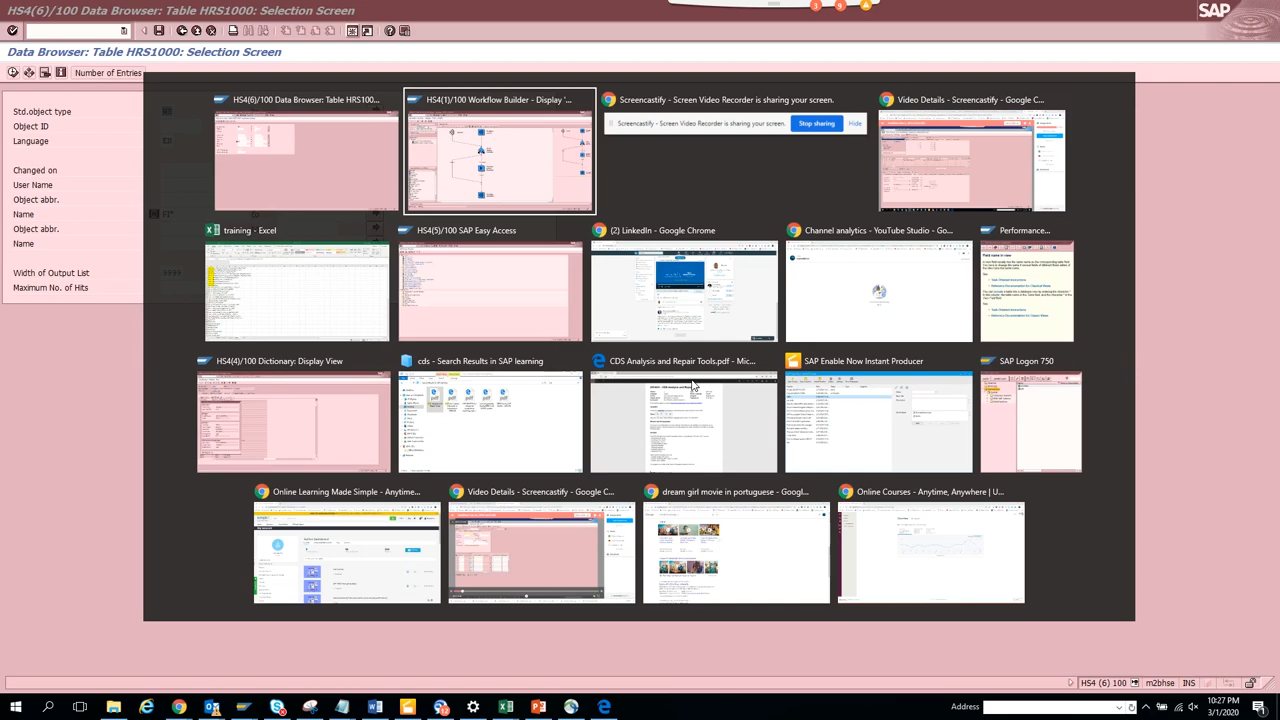 HS4(6)/100 Data Browser: Table HRS1000: Selection Screen
3
9
SAP
Data Browser: Table HRS1000: Selection Screen
Number of Entries
Std.object type
Object ID
Language
Changed on
User Name
Object abbr.
Name
Object abbr.
Name
to
th of Output List
9999
um No. of Hits
HS4(6)/100 Data Browser: Table HRS100...
HS4(1)/100 Workflow Builder - Display '...
Screencastify - Screen Video Recorder is sharing your screen.
Video Details - Screencastify - Google C...
Screencastify - Screen Video Recorder is sharing your screen.
Stop sharing
Hide
training - Excel
HS4(5)/100 SAP Easy Access
(2) LinkedIn - Google Chrome
Channel analytics - YouTube Studio - Go...
Performance...
HS4(4)/100 Dictionary: Display View
cds - Search Results in SAP learning
CDS Analysis and Repair Tools.pdf - Mic...
SAP Enable Now Instant Producer
SAP Logon 750
Online Learning Made Simple - Anytime...
Video Details - Screencastify - Google C...
dream girl movie in portuguese - Googl...
Online Courses - Anytime, Anywhere | U...
HS4 (6) 100
m2bhse
INS
Address
10:27 PM
3/1/2020
1